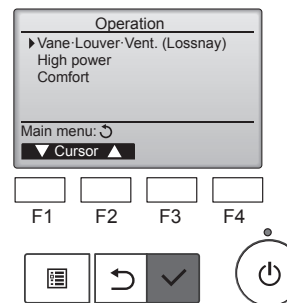 Operation
Vane·Louver·Vent. (Lossnay)
High power
Comfort
Main menu:
▼ Cursor ▲
F1 F2 F3 F4